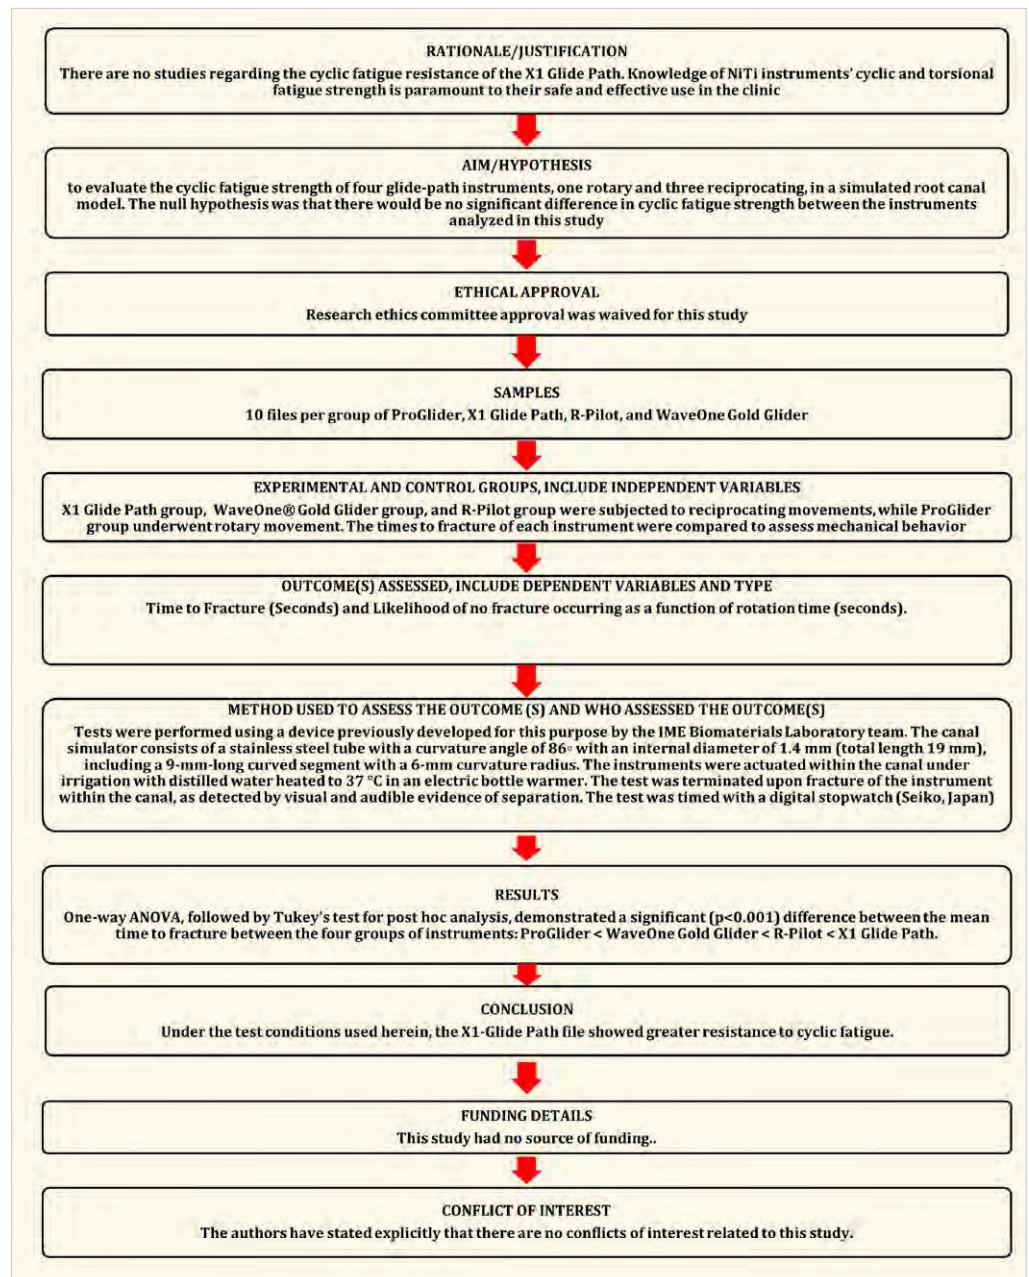 RATIONALE/JUSTIFICATION
There are no studies regarding the cyclic fatigue resistance of the X1 Glide Path. Knowledge of NiTi instruments' cyclic and torsional
fatigue strength is paramount to their safe and effective use in the clinic
AIM/HYPOTHESIS
to evaluate the cyclic fatigue strength of four glide-path instruments, one rotary and three reciprocating, in a simulated root canal
model. The null hypothesis was that there would be no significant difference in cyclic fatigue strength between the instruments
analyzed in this study
ETHICAL APPROVAL
Research ethics committee approval was waived for this study
SAMPLES
10 files per group of ProGlider, X1 Glide Path, R-Pilot, and WaveOne Gold Glider
EXPERIMENTAL AND CONTROL GROUPS, INCLUDE INDEPENDENT VARIABLES
X1 Glide Path group, WaveOne® Gold Glider group, and R-Pilot group were subjected to reciprocating movements, while ProGlider
group underwent rotary movement. The times to fracture of each instrument were compared to assess mechanical behavior
OUTCOME(S) ASSESSED, INCLUDE DEPENDENT VARIABLES AND TYPE
Time to Fracture (Seconds) and Likelihood of no fracture occurring as a function of rotation time (seconds).
METHOD USED TO ASSESS THE OUTCOME (S) AND WHO ASSESSED THE OUTCOME(S)
Tests were performed using a device previously developed for this purpose by the IME Biomaterials Laboratory team. The canal
simulator consists of a stainless steel tube with a curvature angle of 86◦ with an internal diameter of 1.4 mm (total length 19 mm),
including a 9-mm-long curved segment with a 6-mm curvature radius. The instruments were actuated within the canal under
irrigation with distilled water heated to 37 °C in an electric bottle warmer. The test was terminated upon fracture of the instrument
within the canal, as detected by visual and audible evidence of separation. The test was timed with a digital stopwatch (Seiko, Japan)
RESULTS
One-way ANOVA, followed by Tukey's test for post hoc analysis, demonstrated a significant (p<0.001) difference between the mean
time to fracture between the four groups of instruments: ProGlider < WaveOne Gold Glider < R-Pilot < X1 Glide Path.
CONCLUSION
Under the test conditions used herein, the X1-Glide Path file showed greater resistance to cyclic fatigue.
FUNDING DETAILS
This study had no source of funding..
CONFLICT OF INTEREST
The authors have stated explicitly that there are no conflicts of interest related to this study.